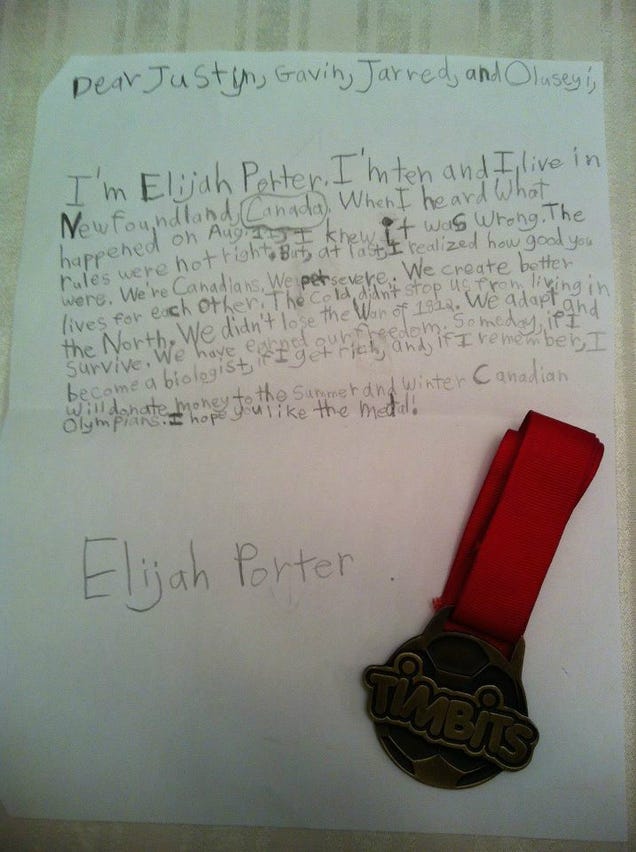 Dear Justyn, Gavin, Jarred, and Oluseyi,
I'm Elijah Porter. I'm ten and I live in
Newfoundland, Canada. When I heard what
happened on Aug. I knew it was wrong. The
rules were not right. But, at last, I realized how good you
were. We're Canadians. We persevere. We create better
lives for each other. The cold didn't stop us from living in
the North. We didn't lose the War of 1812. We adapt and
survive. We have earned our freedom. Someday, if I
become a biologist, if I get rich, and if I remember, I
will donate money to the Summer and Winter Canadian
Olympians. I hope you like the medal!
Elijah Porter
TIMBITS